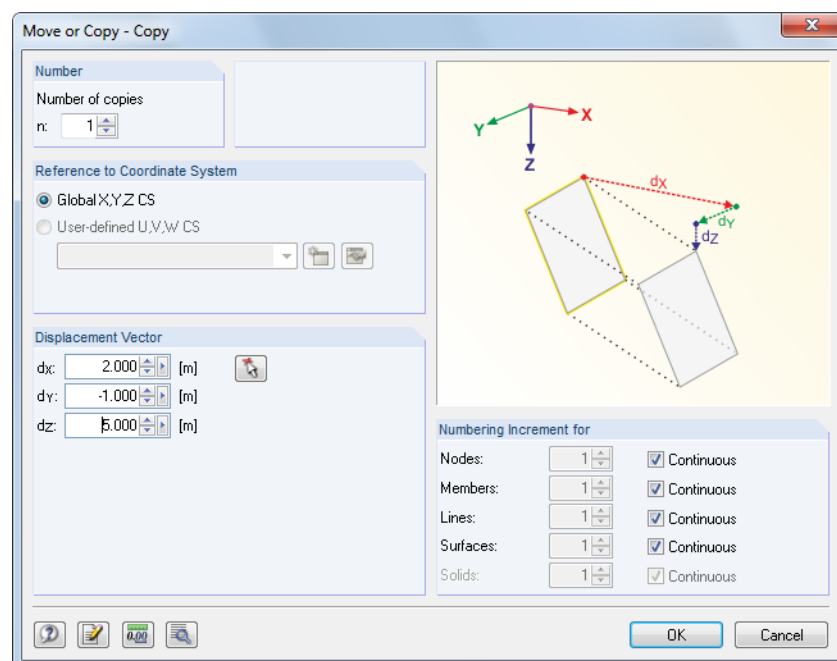 Move or Copy - Copy
Number
Number of copies
n: 1
Reference to Coordinate System
Global X,Y,Z CS
User-defined U,V,W CS
Displacement Vector
dX: 2.000 [m]
dY: -1.000 [m]
dZ: 5.000 [m]
X
Y
Z
dX
dY
dZ
Numbering Increment for
Nodes: 1 Continuous
Members: 1 Continuous
Lines: 1 Continuous
Surfaces: 1 Continuous
Solids: 1 Continuous
0.00
OK Cancel